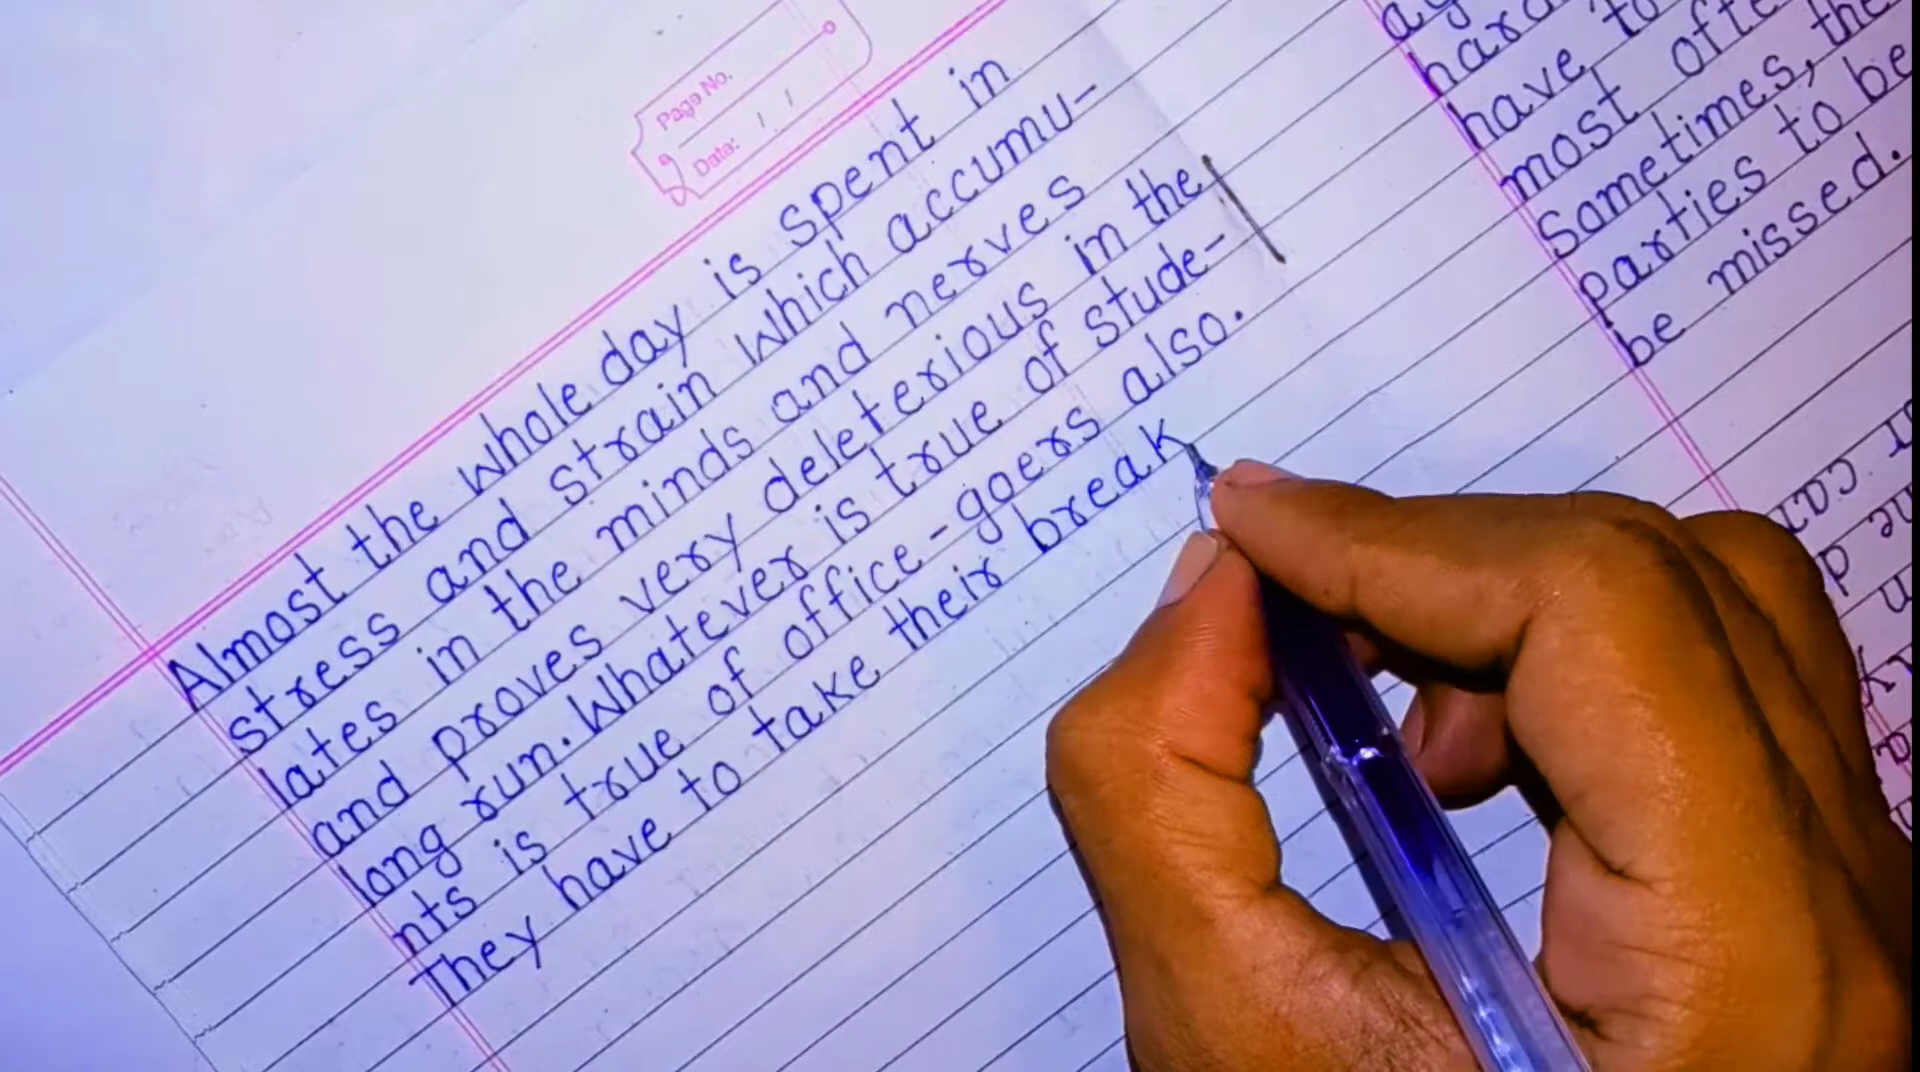 Page No.
Date:
Almost the whole day is spent in
stress and strain which accumu-
lates in the minds and nerves
and proves very deleterious in the
long run. Whatever is true of stude-
nts is true of office-goers also.
They have to take their break
have to
most
Sometimes, the
parties to be
be missed.